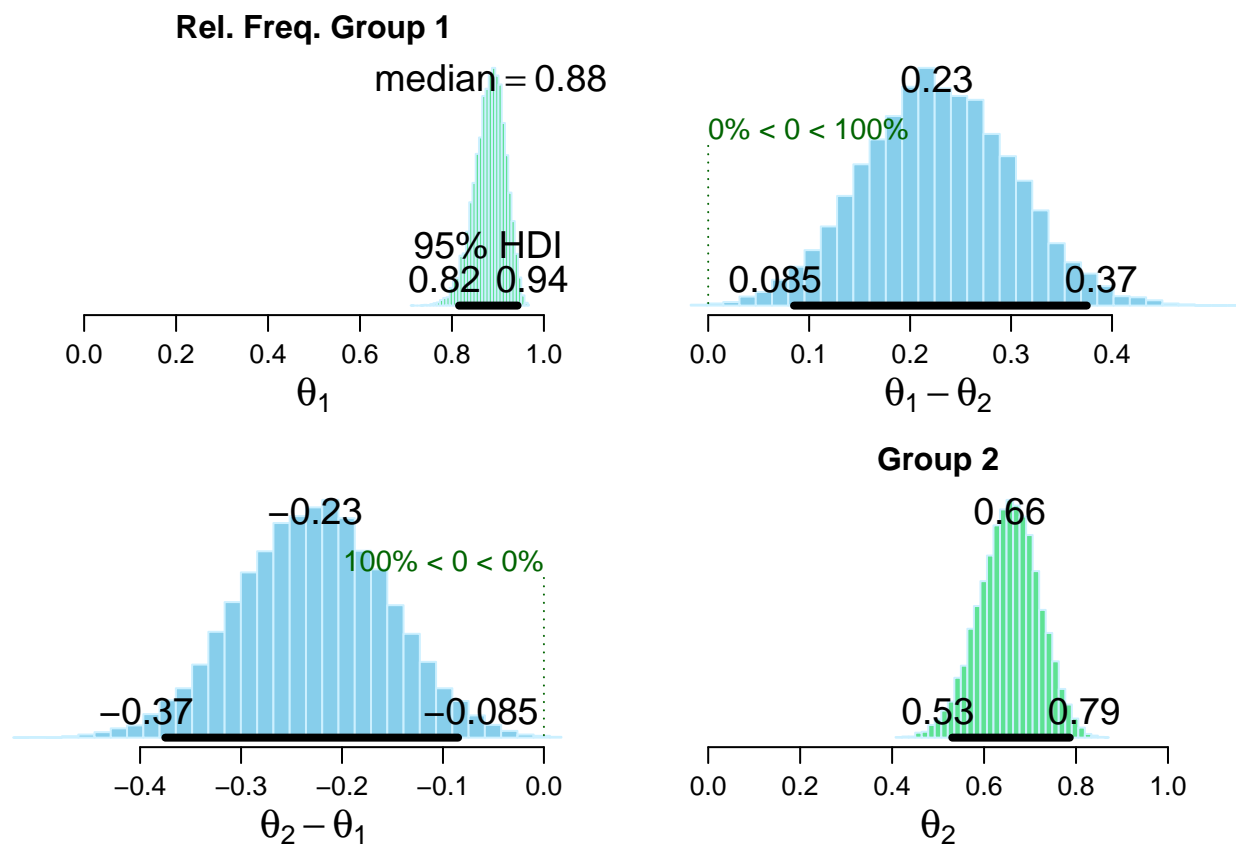 Rel. Freq. Group 1
median = 0.88
95% HDI
0.82 0.94
0.0 0.2 0.4 0.6 0.8 1.0
θ1
0.23
0% < 0 < 100%
0.085 0.37
0.0 0.1 0.2 0.3 0.4
θ1 − θ2
−0.23
100% < 0 < 0%
−0.37 −0.085
−0.4 −0.3 −0.2 −0.1 0.0
θ2 − θ1
Group 2
0.66
0.53 0.79
0.0 0.2 0.4 0.6 0.8 1.0
θ2